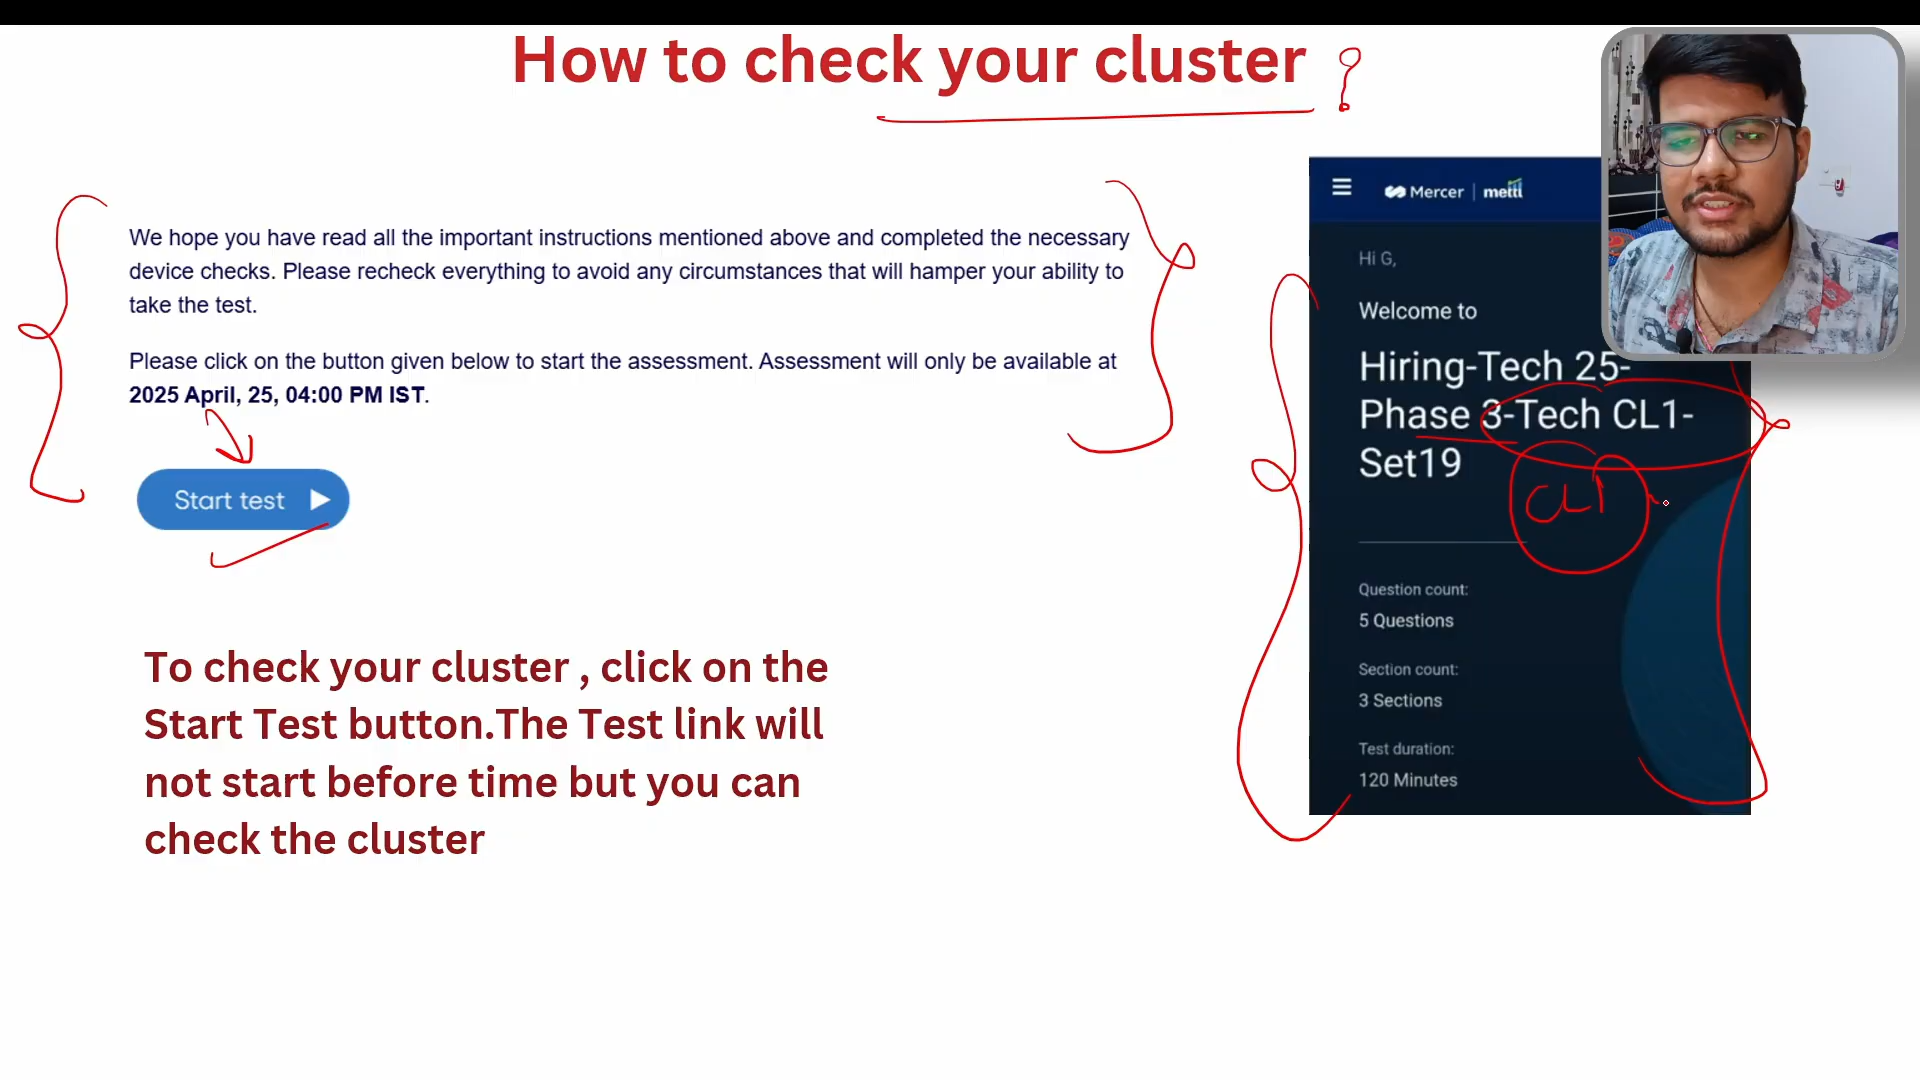 How to check your cluster ?
We hope you have read all the important instructions mentioned above and completed the necessary
device checks. Please recheck everything to avoid any circumstances that will hamper your ability to
take the test.
Please click on the button given below to start the assessment. Assessment will only be available at
2025 April, 25, 04:00 PM IST.
Start test
To check your cluster , click on the
Start Test button.The Test link will
not start before time but you can
check the cluster
Mercer | mettl
Hi G,
Welcome to
Hiring-Tech 25-
Phase 3-Tech CL1-
Set19
CL1
Question count:
5 Questions
Section count:
3 Sections
Test duration:
120 Minutes